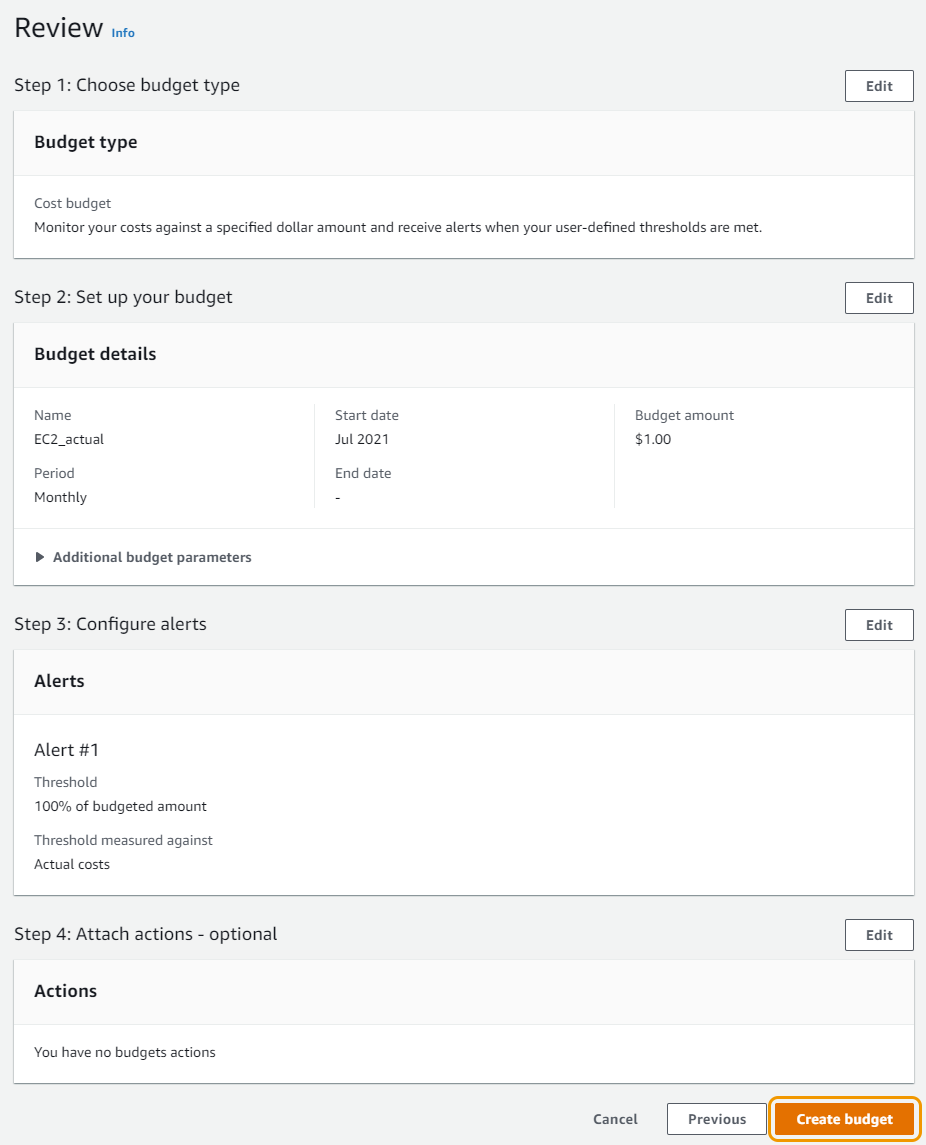 Review Info
Step 1: Choose budget type
Edit
Budget type
Cost budget
Monitor your costs against a specified dollar amount and receive alerts when your user-defined thresholds are met.
Step 2: Set up your budget
Edit
Budget details
Name
EC2_actual
Period
Monthly
Start date
Jul 2021
End date
-
Budget amount
$1.00
Additional budget parameters
Step 3: Configure alerts
Edit
Alerts
Alert #1
Threshold
100% of budgeted amount
Threshold measured against
Actual costs
Step 4: Attach actions - optional
Edit
Actions
You have no budgets actions
Cancel
Previous
Create budget